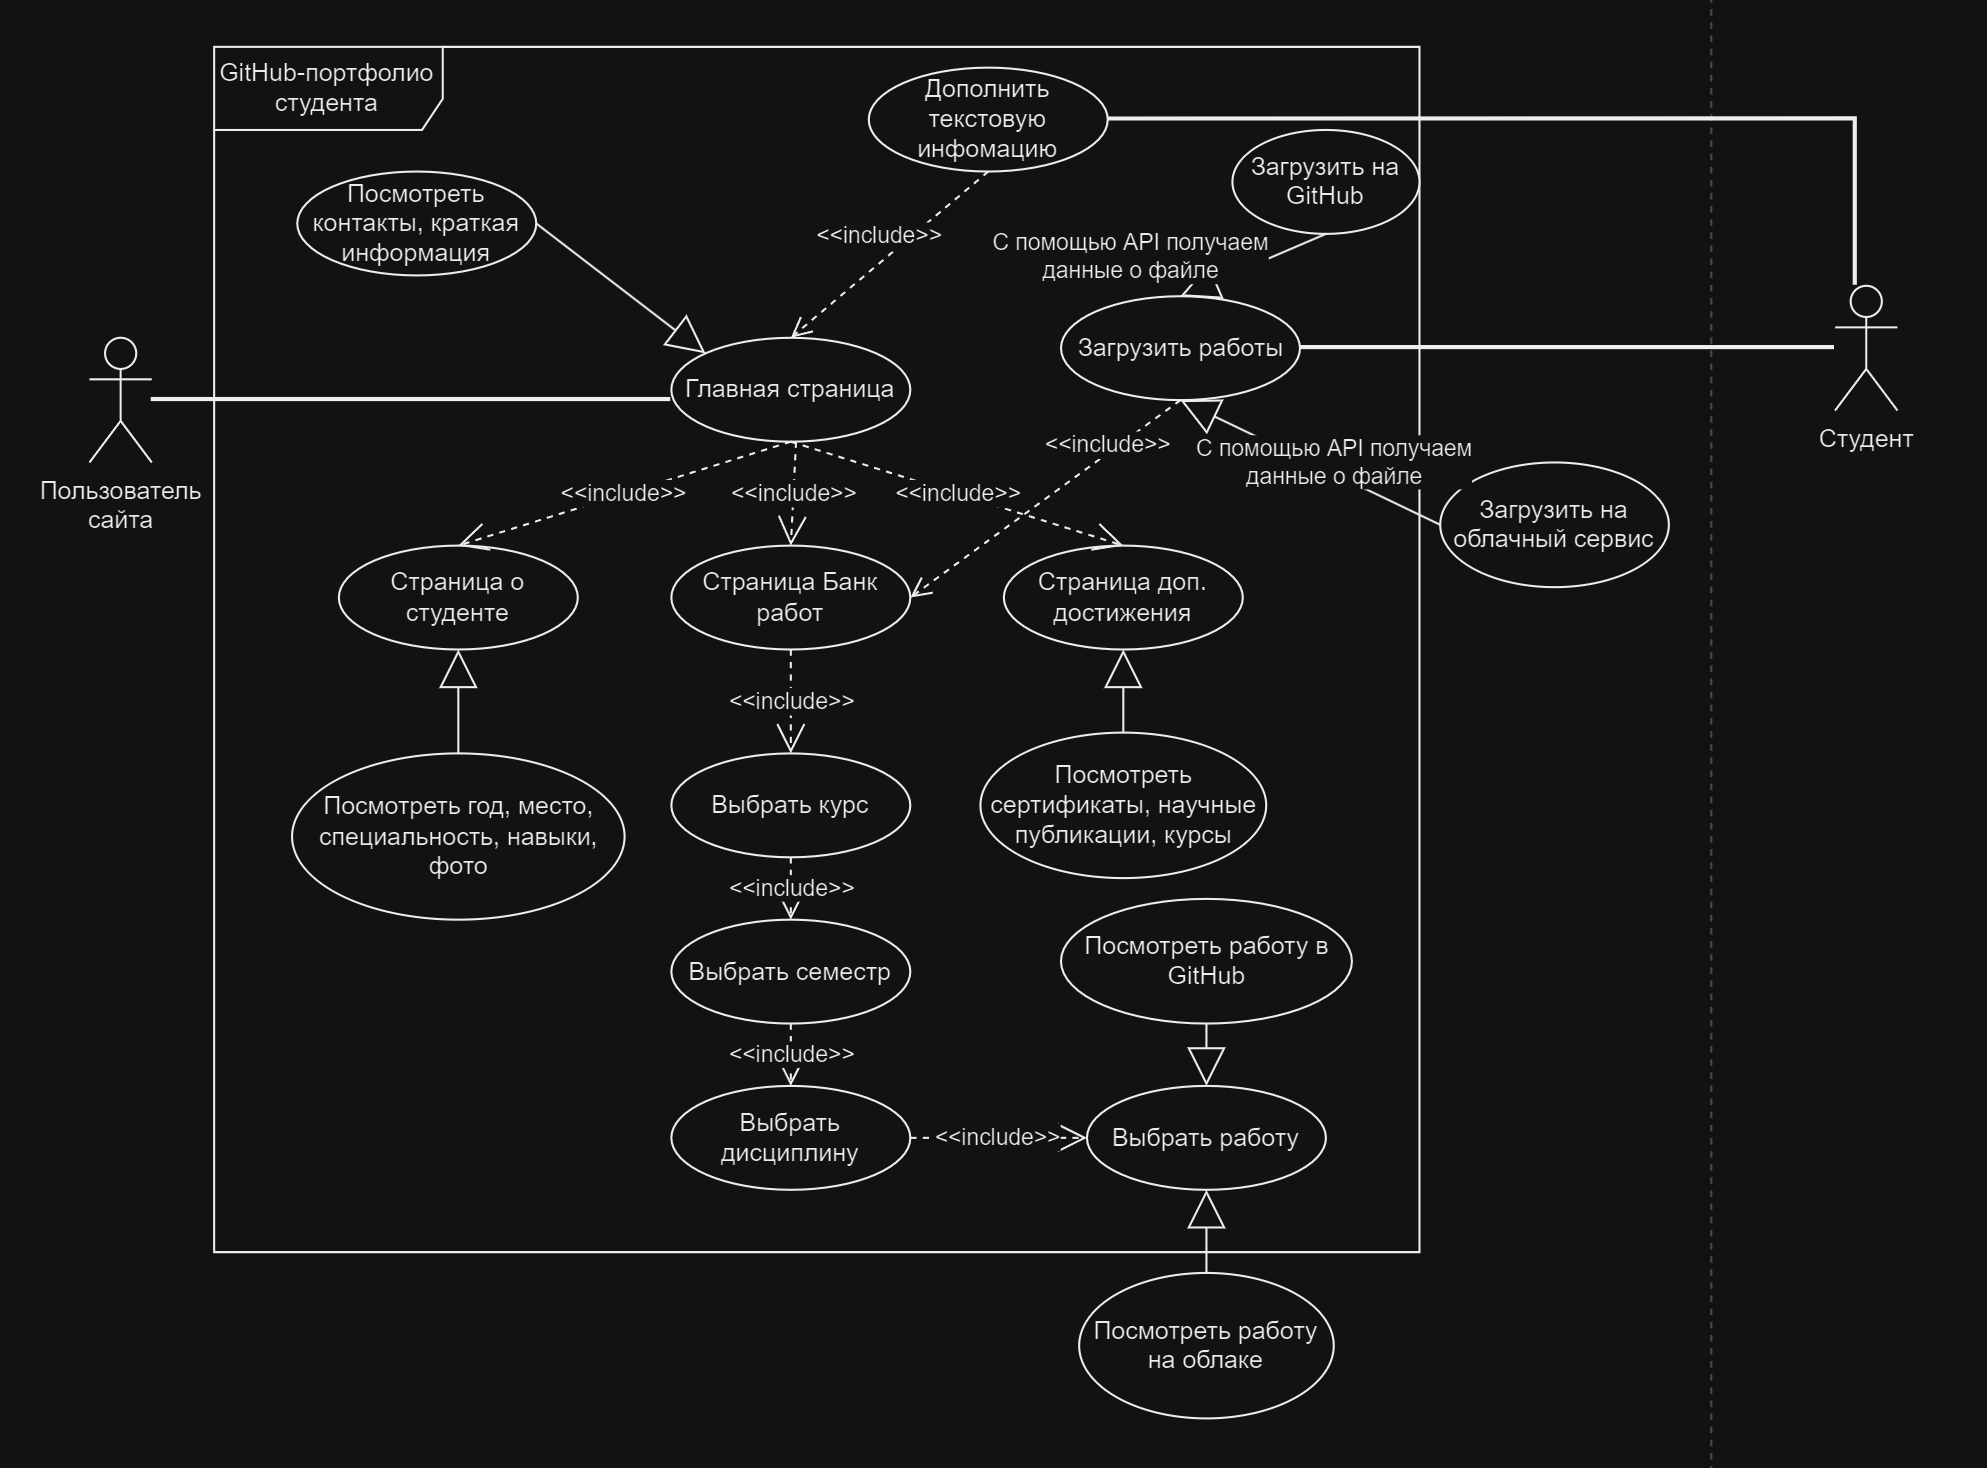 GitHub-портфолио
студента
Дополнить
текстовую
инфомацию
Загрузить на
GitHub
Посмотреть
контакты, краткая
информация
<<include>>
С помощью API получаем
данные о файле
Загрузить работы
Главная страница
Студент
<<include>>
С помощью API получаем
данные о файле
Пользователь
сайта
<<include>>
<<include>>
<<include>>
Загрузить на
облачный сервис
Страница о
студенте
Страница Банк
работ
Страница доп.
достижения
<<include>>
Посмотреть год, место,
специальность, навыки,
фото
Выбрать курс
Посмотреть
сертификаты, научные
публикации, курсы
<<include>>
Выбрать семестр
Посмотреть работу в
GitHub
<<include>>
Выбрать
дисциплину
<<include>>
Выбрать работу
Посмотреть работу
на облаке